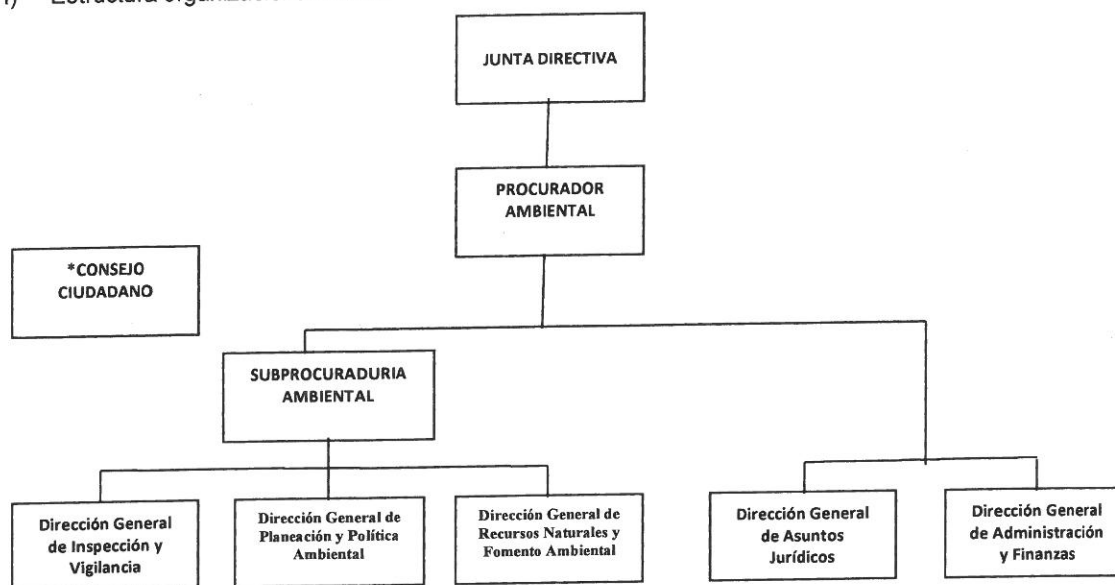 Estructura
JUNTA DIRECTIVA
PROCURADOR
AMBIENTAL
*CONSEJO
CIUDADANO
SUBPROCURADURIA
AMBIENTAL
Dirección General
de Inspección y
Vigilancia
Dirección General de
Planeación y Política
Ambiental
Dirección General de
Recursos Naturales y
Fomento Ambiental
Dirección General
de Asuntos
Jurídicos
Dirección General
de Administración
y Finanzas